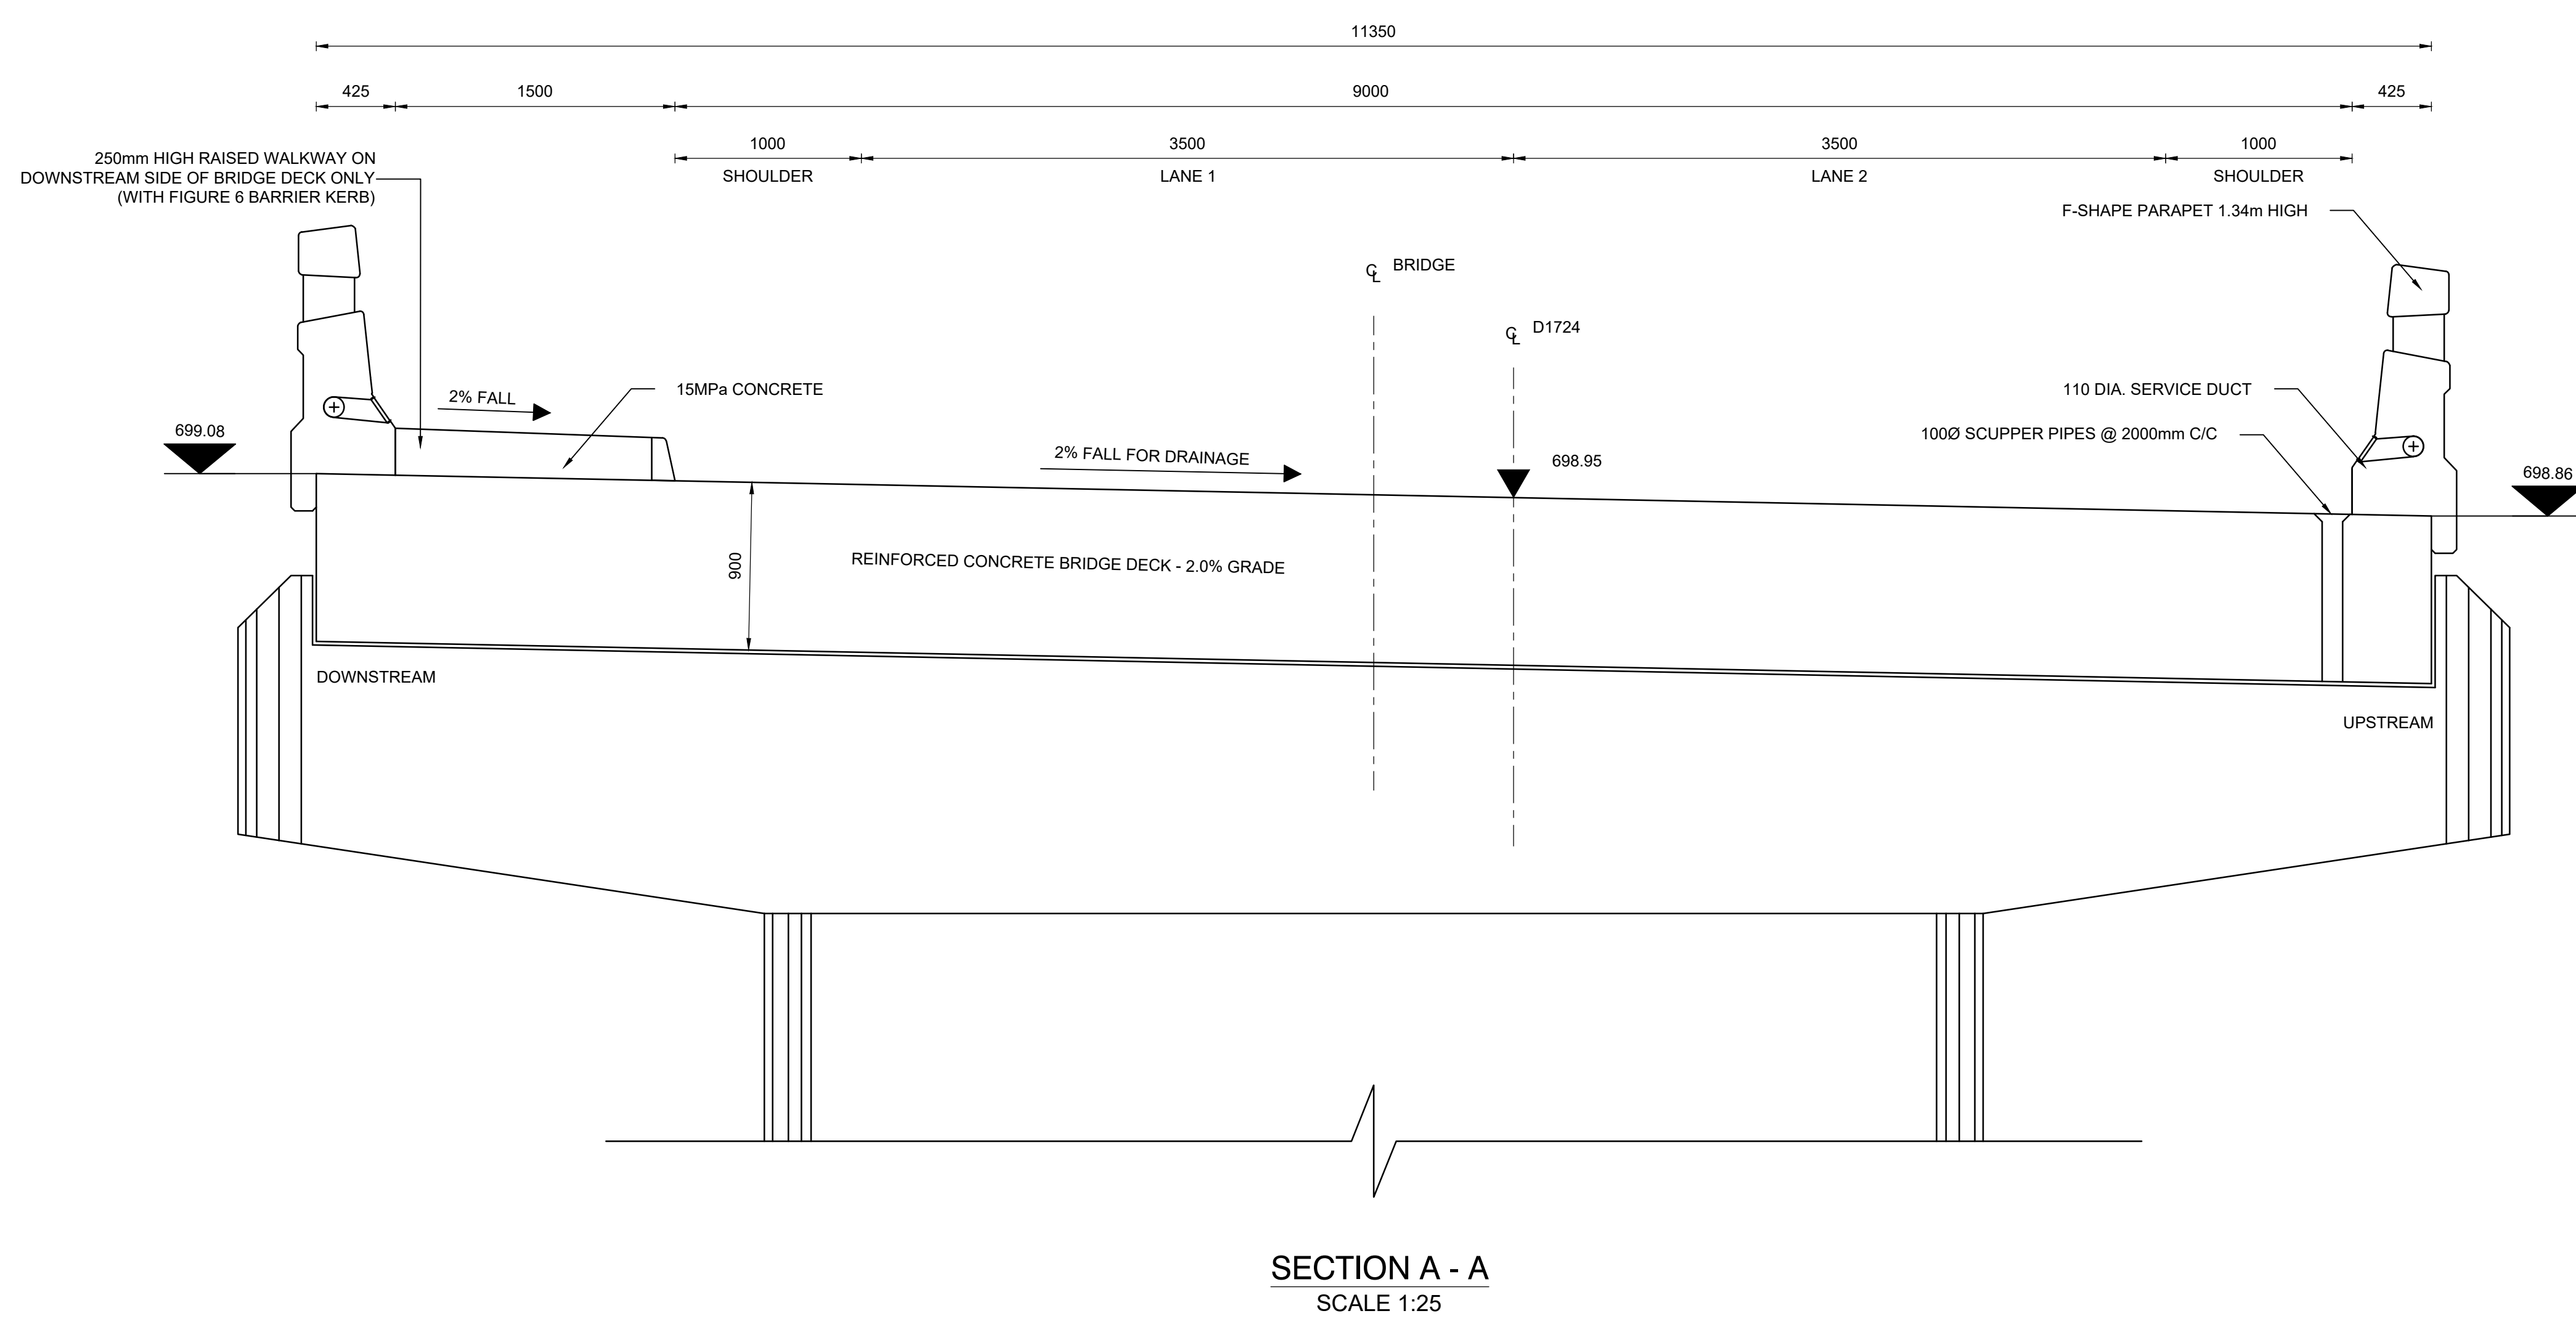 11350
425
1500
9000
425
1000
3500
3500
1000
SHOULDER
LANE 1
LANE 2
SHOULDER
250mm HIGH RAISED WALKWAY ON
DOWNSTREAM SIDE OF BRIDGE DECK ONLY
(WITH FIGURE 6 BARRIER KERB)
F-SHAPE PARAPET 1.34m HIGH
℄ BRIDGE
℄ D1724
2% FALL
15MPa CONCRETE
110 DIA. SERVICE DUCT
699.08
100Ø SCUPPER PIPES @ 2000mm C/C
2% FALL FOR DRAINAGE
698.95
698.86
900
REINFORCED CONCRETE BRIDGE DECK - 2.0% GRADE
DOWNSTREAM
UPSTREAM
SECTION A - A
SCALE 1:25